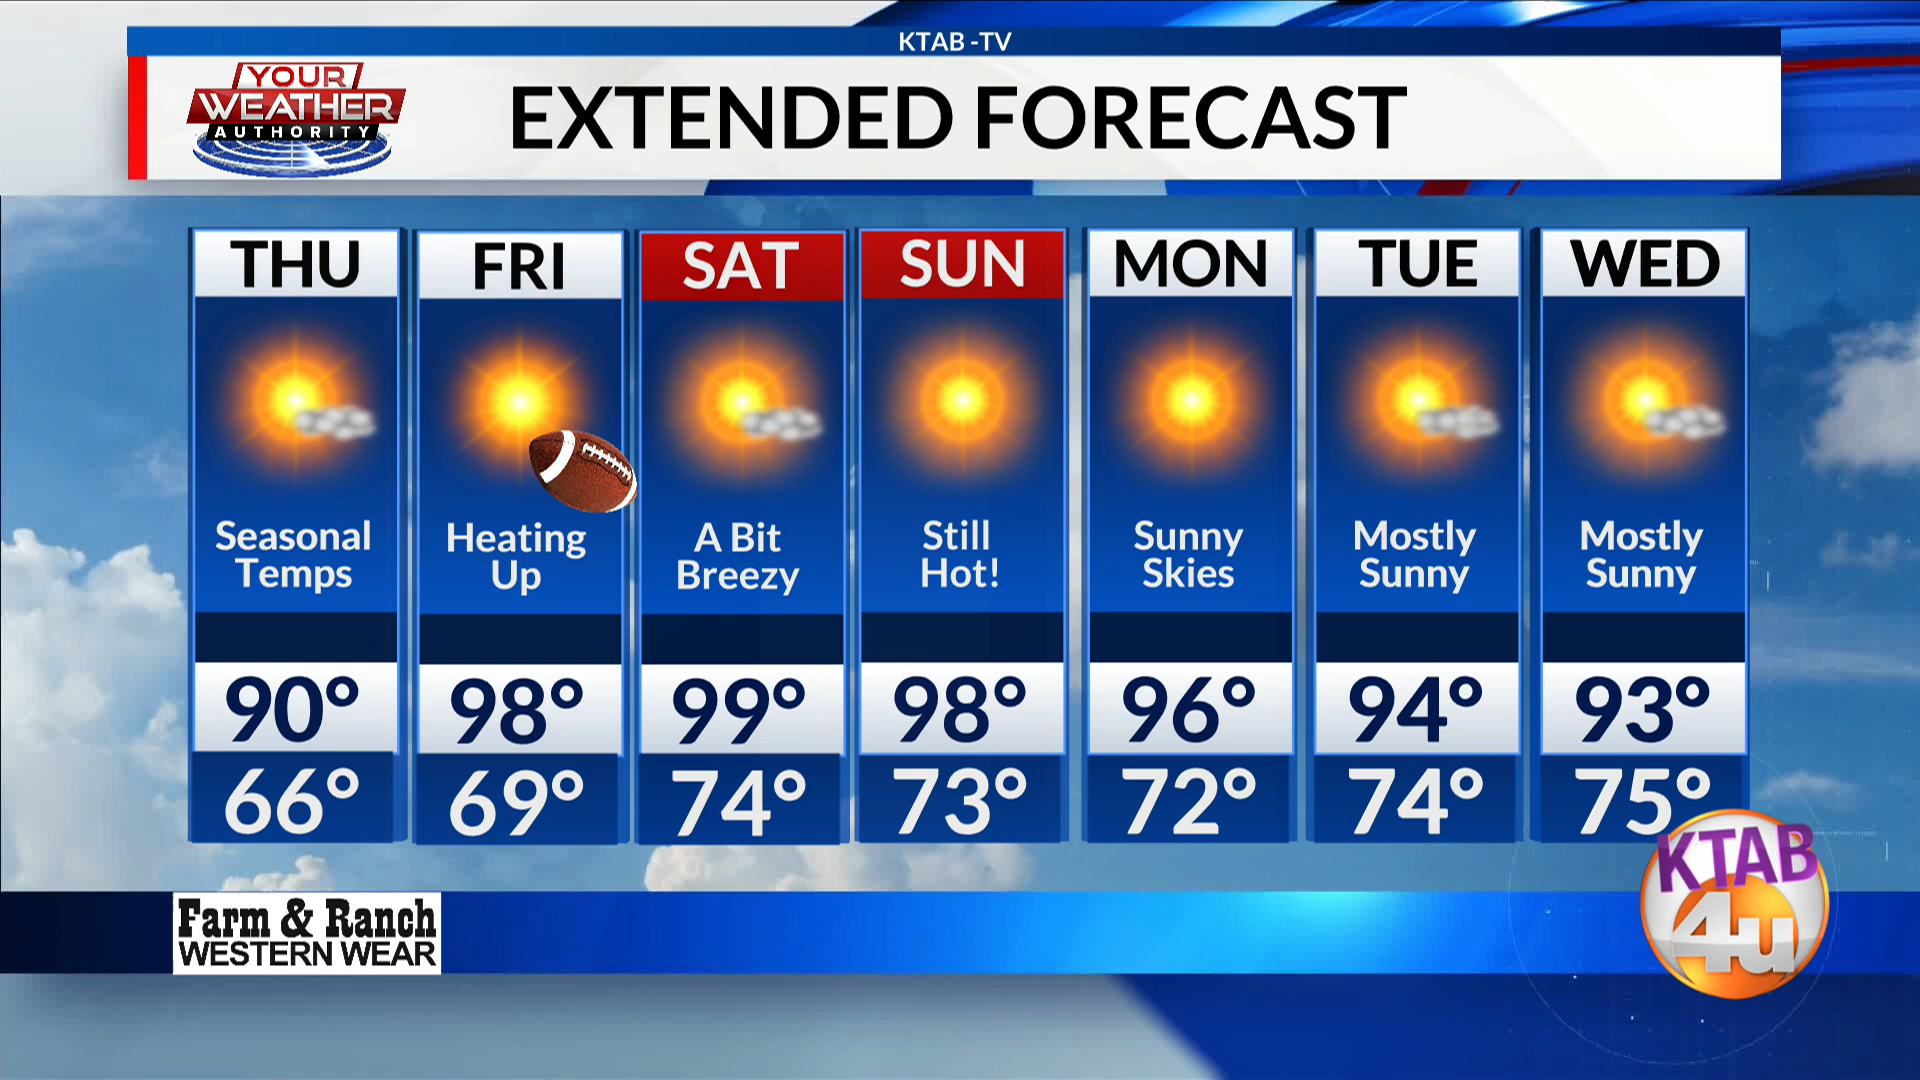 KTAB -TV
YOUR
WEATHER
AUTHORITY
EXTENDED FORECAST
THU FRI SAT SUN MON TUE WED
Seasonal Heating A Bit Still Sunny Mostly Mostly
Temps Up Breezy Hot! Skies Sunny Sunny
90° 98° 99° 98° 96° 94° 93°
66° 69° 74° 73° 72° 74° 75°
Farm & Ranch
WESTERN WEAR
KTAB
4u